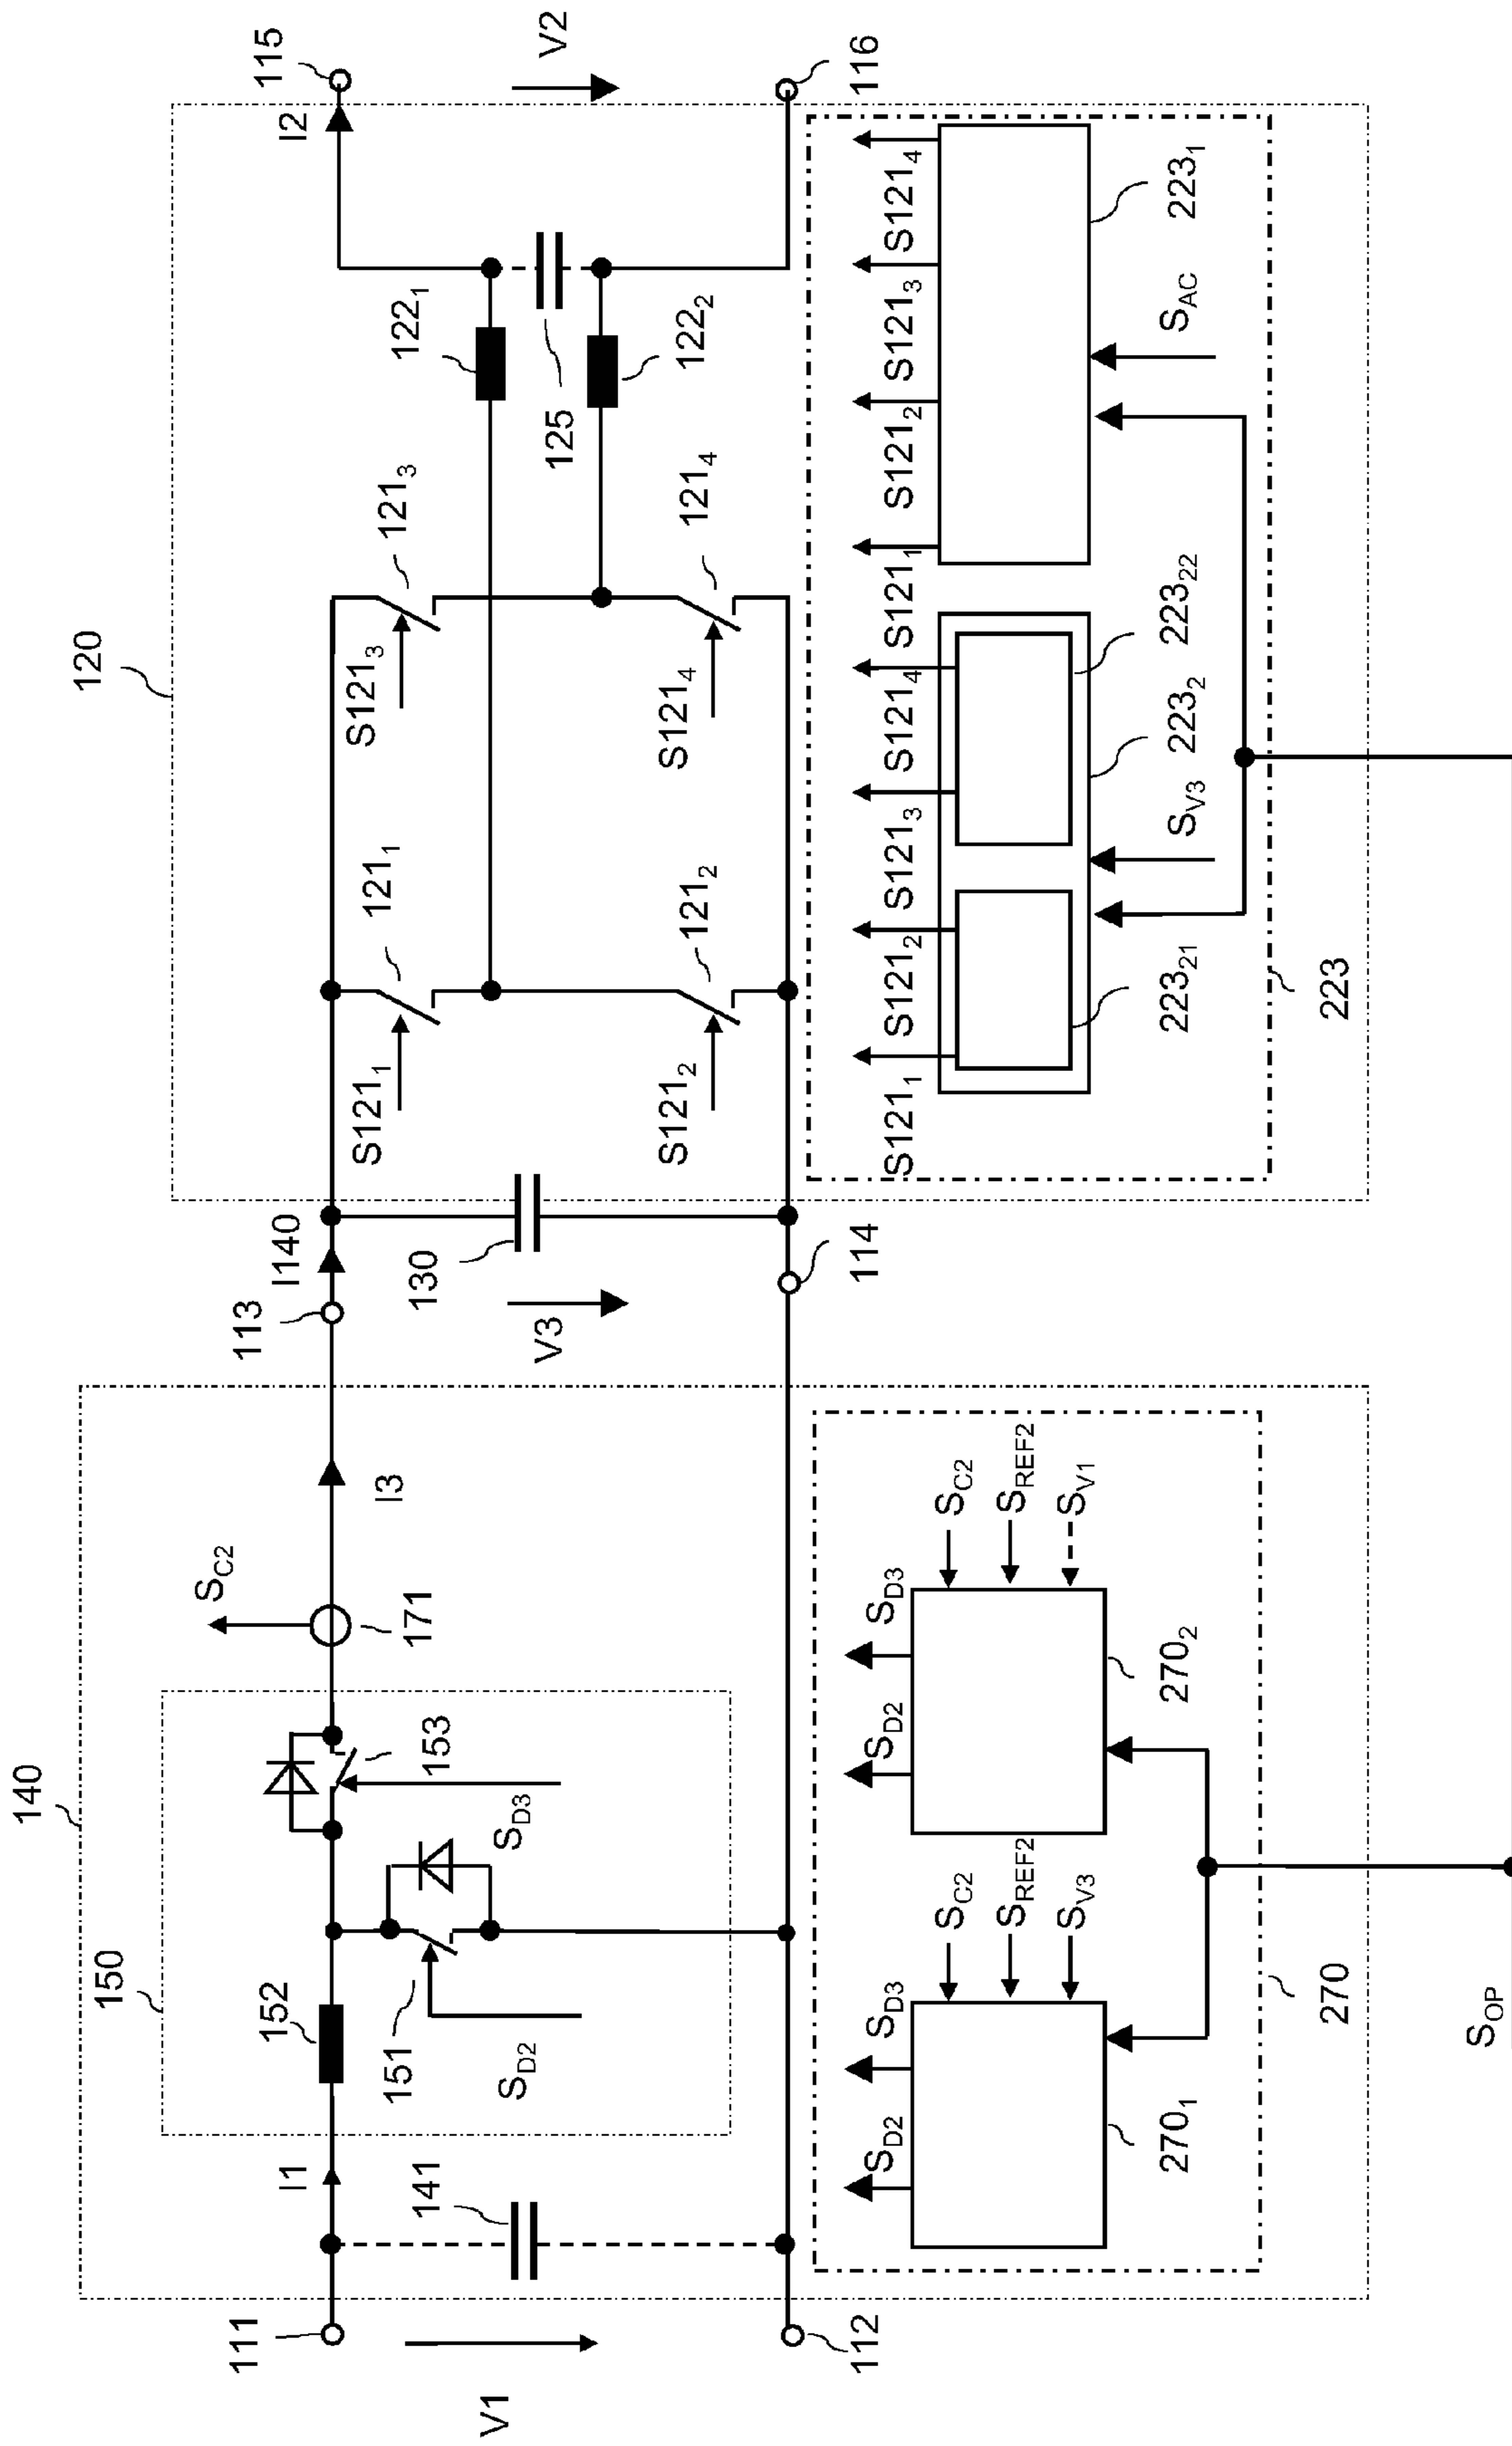 120
140
115
I2
V2
116
122₁
125
122₂
121₃
S121₃
121₄
S121₄
121₁
S121₁
121₂
S121₂
I140
113
130
V3
114
S_C2
I3
171
150
152
153
S_D3
151
S_D2
I1
141
111
V1
112
S121₁
S121₂
S121₃
S121₄
S121₁
S121₂
S121₃
S121₄
223₂₁
S_V3
223₂
223₂₂
S_AC
223₁
223
S_D2
S_D3
S_C2
S_REF2
S_V3
270₁
S_D2
S_D3
S_C2
S_REF2
S_V1
270₂
270
S_OP